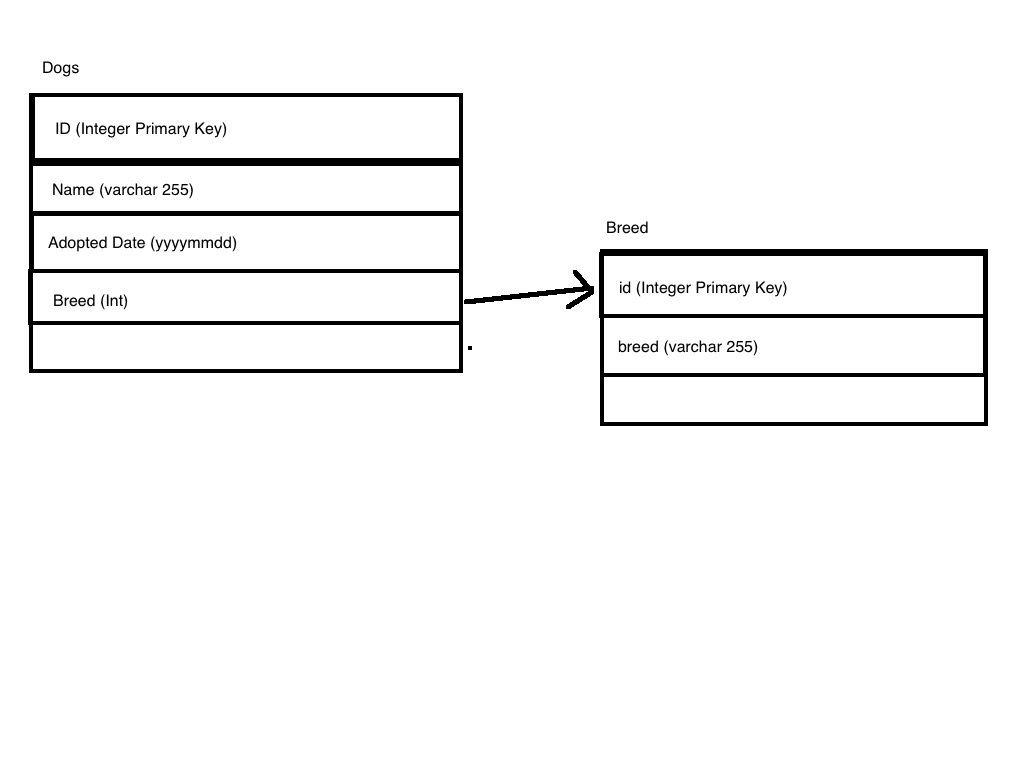 Dogs
ID (Integer Primary Key)
Name (varchar 255)
Adopted Date (yyyymmdd)
Breed (Int)
Breed
id (Integer Primary Key)
breed (varchar 255)